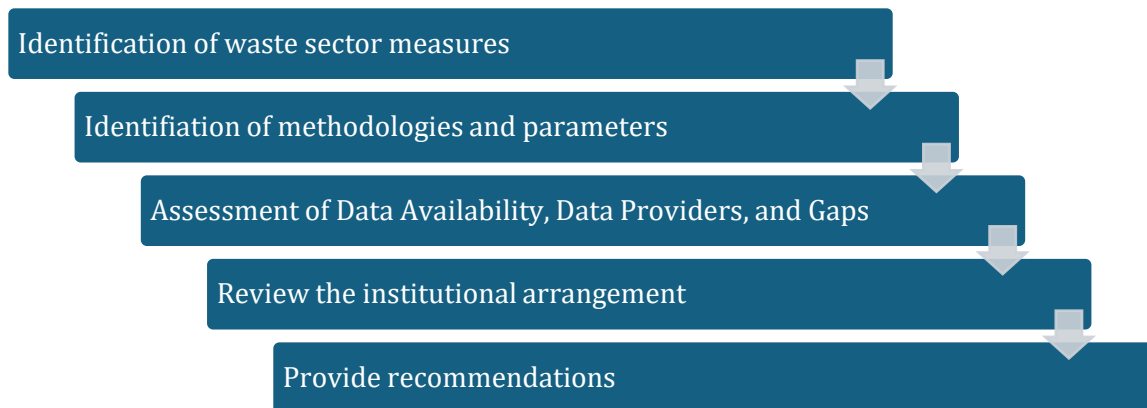 Identification of waste sector measures
Identifiation of methodologies and parameters
Assessment of Data Availability, Data Providers, and Gaps
Review the institutional arrangement
Provide recommendations